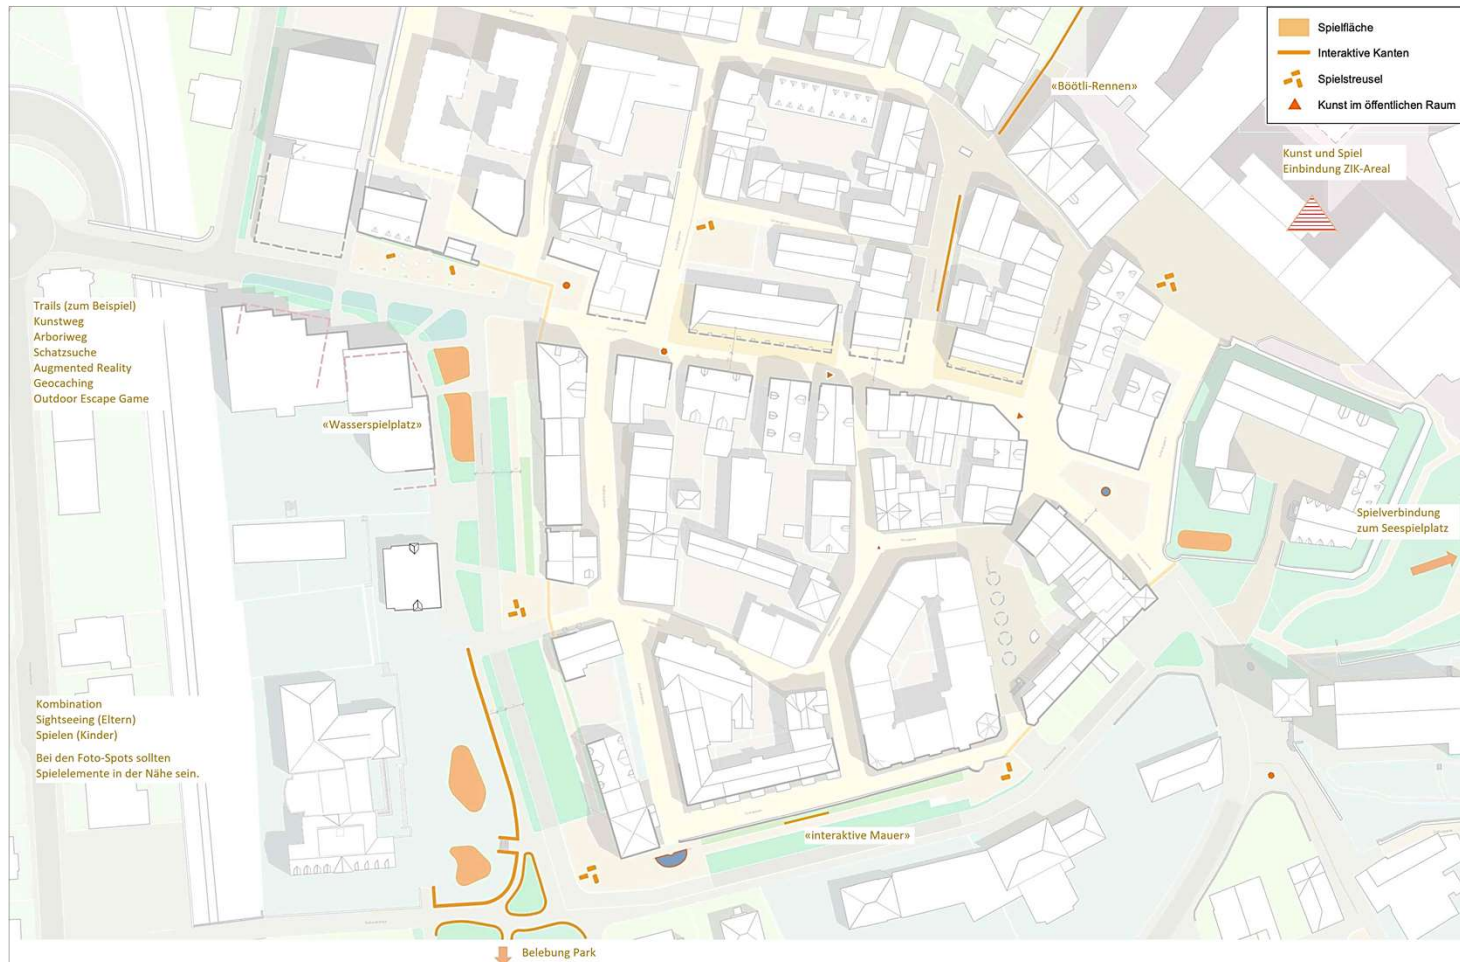 Spielfläche
Interaktive Kanten
Spielstreusel
Kunst im öffentlichen Raum
«Böötli-Rennen»
Kunst und Spiel
Einbindung ZIK-Areal
Trails (zum Beispiel)
Kunstweg
Arboriweg
Schatzsuche
Augmented Reality
Geocaching
Outdoor Escape Game
«Wasserspielplatz»
Spielverbindung
zum Seespielplatz
Kombination
Sightseeing (Eltern)
Spielen (Kinder)
Bei den Foto-Spots sollten
Spielelemente in der Nähe sein.
«interaktive Mauer»
Belebung Park